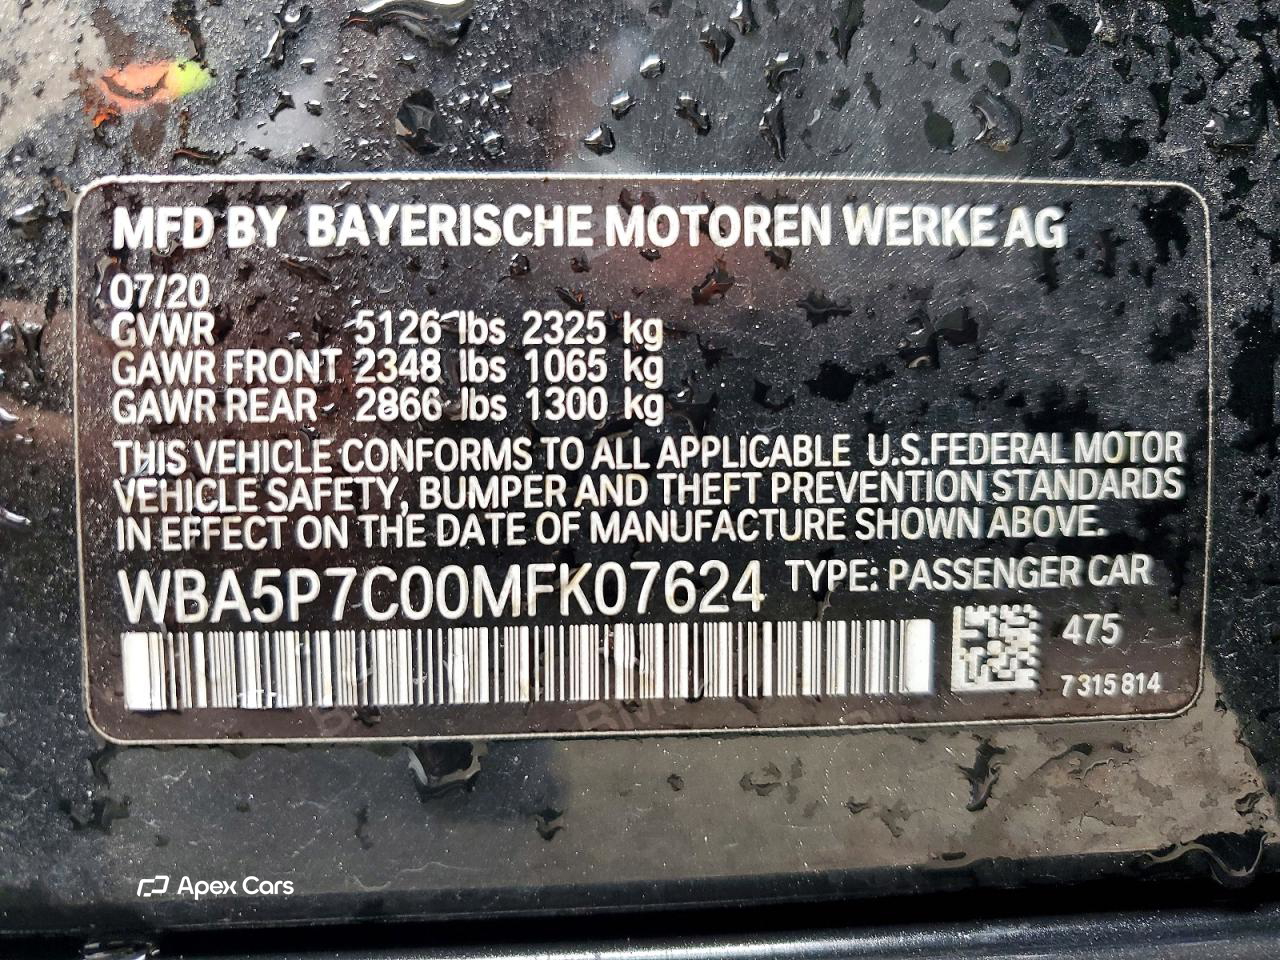 MFD BY BAYERISCHE MOTOREN WERKE AG
07/20
GVWR 5126 lbs 2325 kg
GAWR FRONT 2348 lbs 1065 kg
GAWR REAR 2866 lbs 1300 kg
THIS VEHICLE CONFORMS TO ALL APPLICABLE U.S.FEDERAL MOTOR
VEHICLE SAFETY, BUMPER AND THEFT PREVENTION STANDARDS
IN EFFECT ON THE DATE OF MANUFACTURE SHOWN ABOVE.
WBA5P7C00MFK07624 TYPE: PASSENGER CAR
475
7 315 814
Apex Cars